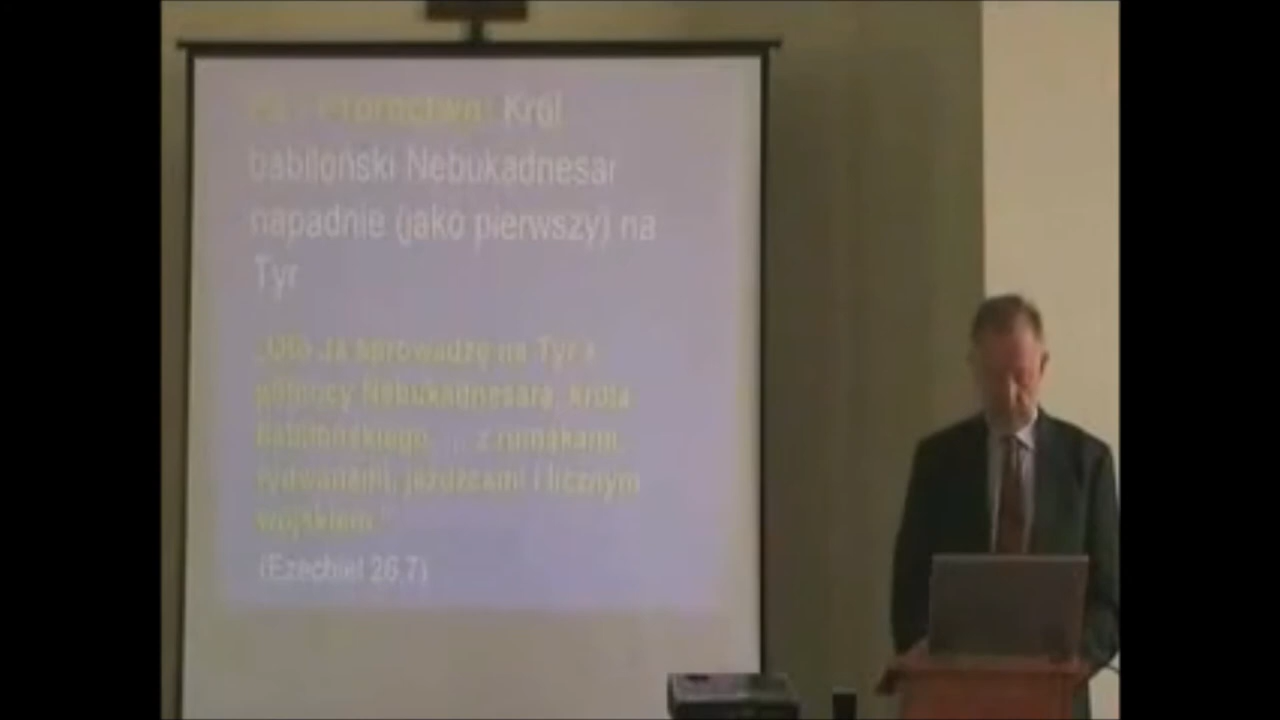 Proroctwo: Król
babiloński Nebukadnesar
napadnie (jako pierwszy) na
Tyr
„Oto Ja sprowadzę na Tyr z
północy Nebukadnesara, króla
babilońskiego, ... z rumakami,
rydwanami, jeźdźcami i licznym
wojskiem."
(Ezechiel 26,7)